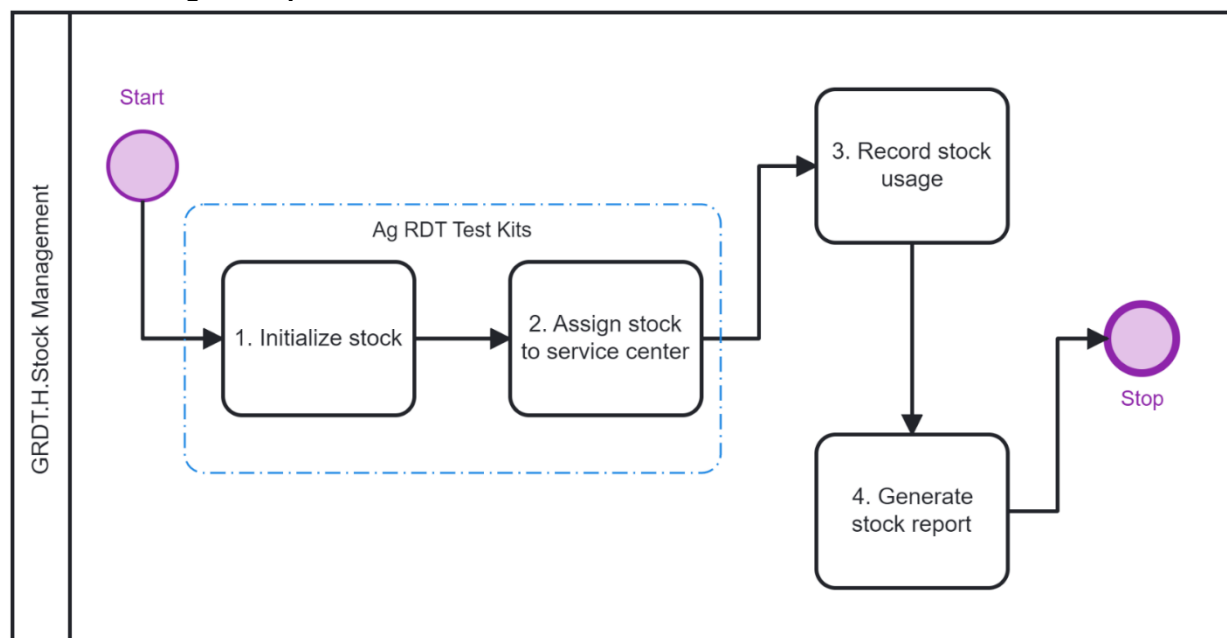 GRDT.H.Stock Management
Start
Ag RDT Test Kits
1. Initialize stock
2. Assign stock
to service center
3. Record stock
usage
4. Generate
stock report
Stop